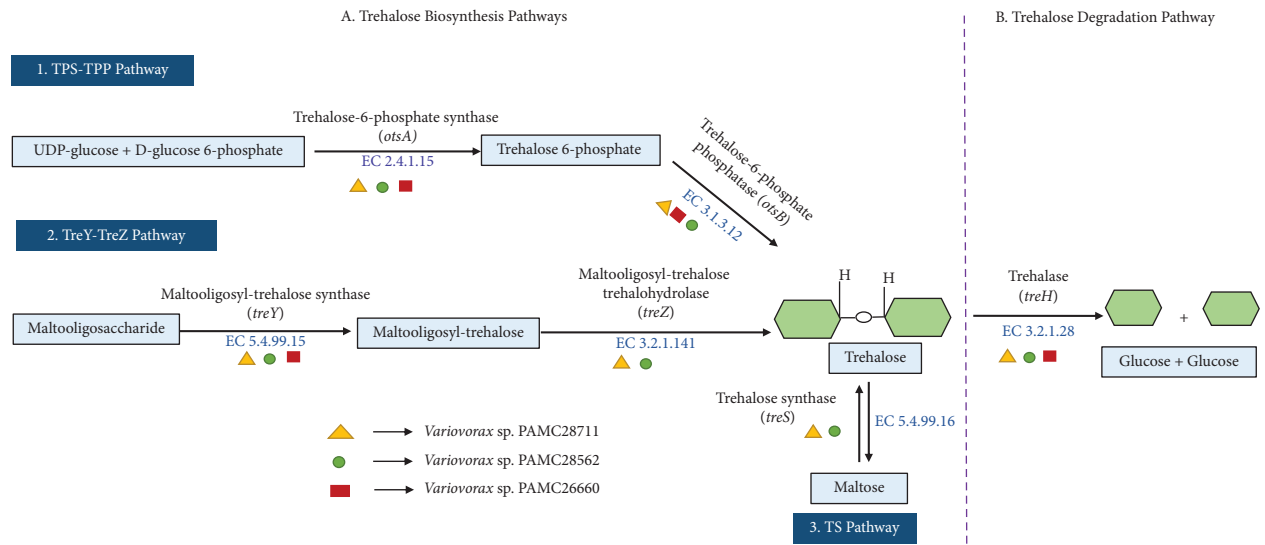 A. Trehalose Biosynthesis Pathways
B. Trehalose Degradation Pathway
1. TPS-TPP Pathway
Trehalose-6-phosphate synthase
(otsA)
UDP-glucose + D-glucose 6-phosphate
EC 2.4.1.15
Trehalose 6-phosphate
Trehalose-6-phosphate
phosphatase (otsB)
EC 3.1.3.12
2. TreY-TreZ Pathway
Maltooligosyl-trehalose synthase
(treY)
Maltooligosaccharide
EC 5.4.99.15
Maltooligosyl-trehalose
Maltooligosyl-trehalose
trehalohydrolase
(treZ)
EC 3.2.1.141
H
H
Trehalose
Trehalase
(treH)
EC 3.2.1.28
+
Glucose + Glucose
Trehalose synthase
(treS)
EC 5.4.99.16
Maltose
3. TS Pathway
Variovorax sp. PAMC28711
Variovorax sp. PAMC28562
Variovorax sp. PAMC26660